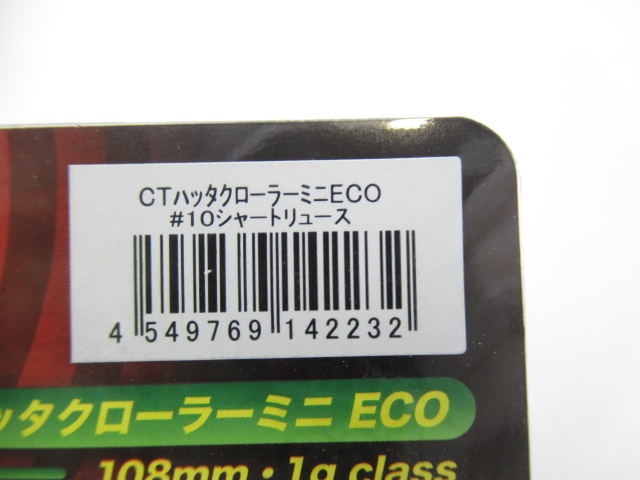 CTハッタクローラーミニECO
#10シャートリュース
4 549769 142232
ッタクローラーミニ ECO
108mm・1g class